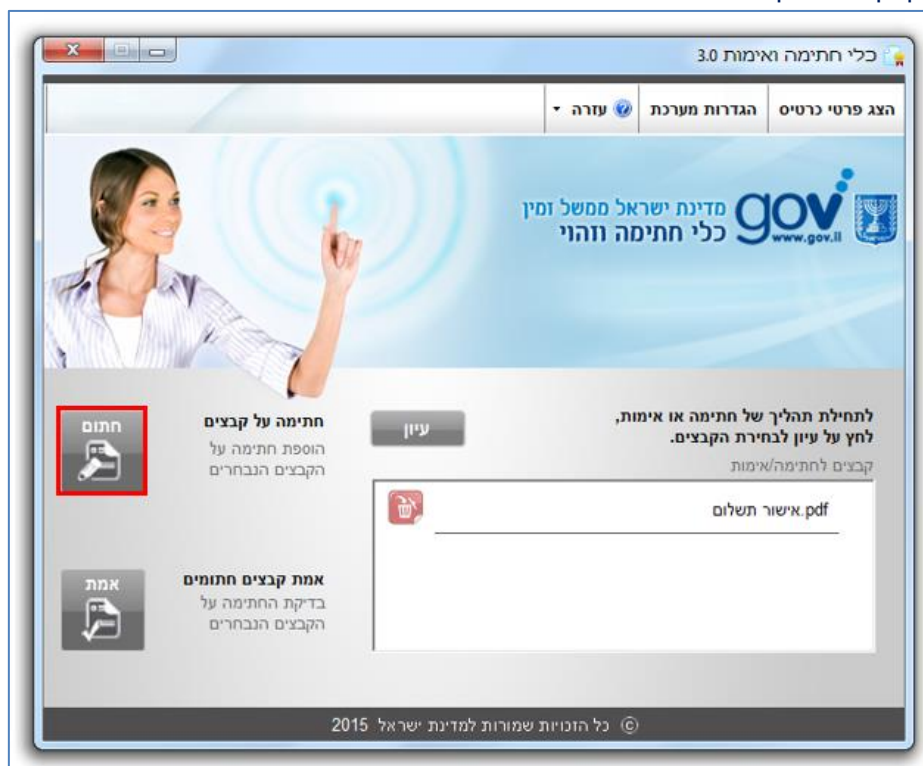 כלי חתימה ואימות 3.0
הצג פרטי כרטיס
הגדרות מערכת
עזרה
gov
www.gov.il
מדינת ישראל ממשל זמין
כלי חתימה וזהוי
לתחילת תהליך של חתימה או אימות,
לחץ על עיון לבחירת הקבצים.
עיון
קבצים לחתימה/אימות
אישור תשלום.pdf
חתימה על קבצים
הוספת חתימה על
הקבצים הנבחרים
חתום
אמת קבצים חתומים
בדיקת החתימה על
הקבצים הנבחרים
אמת
© כל הזכויות שמורות למדינת ישראל 2015